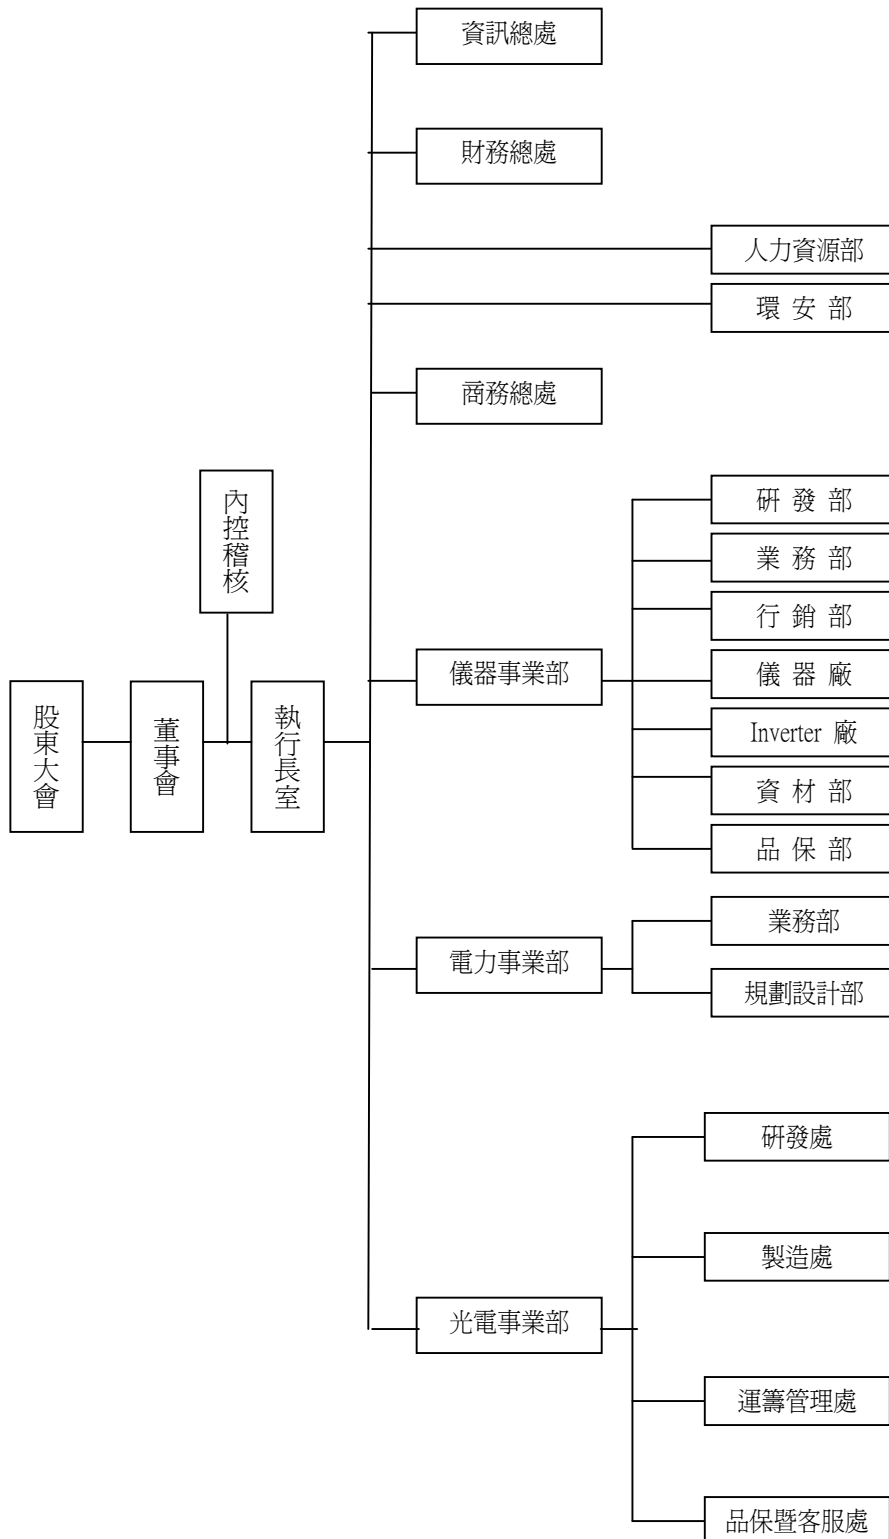 資訊總處
財務總處
人力資源部
環安部
商務總處
內控稽核
股東大會
董事會
執行長室
儀器事業部
研發部
業務部
行銷部
儀器廠
Inverter 廠
資材部
品保部
電力事業部
業務部
規劃設計部
光電事業部
研發處
製造處
運籌管理處
品保暨客服處